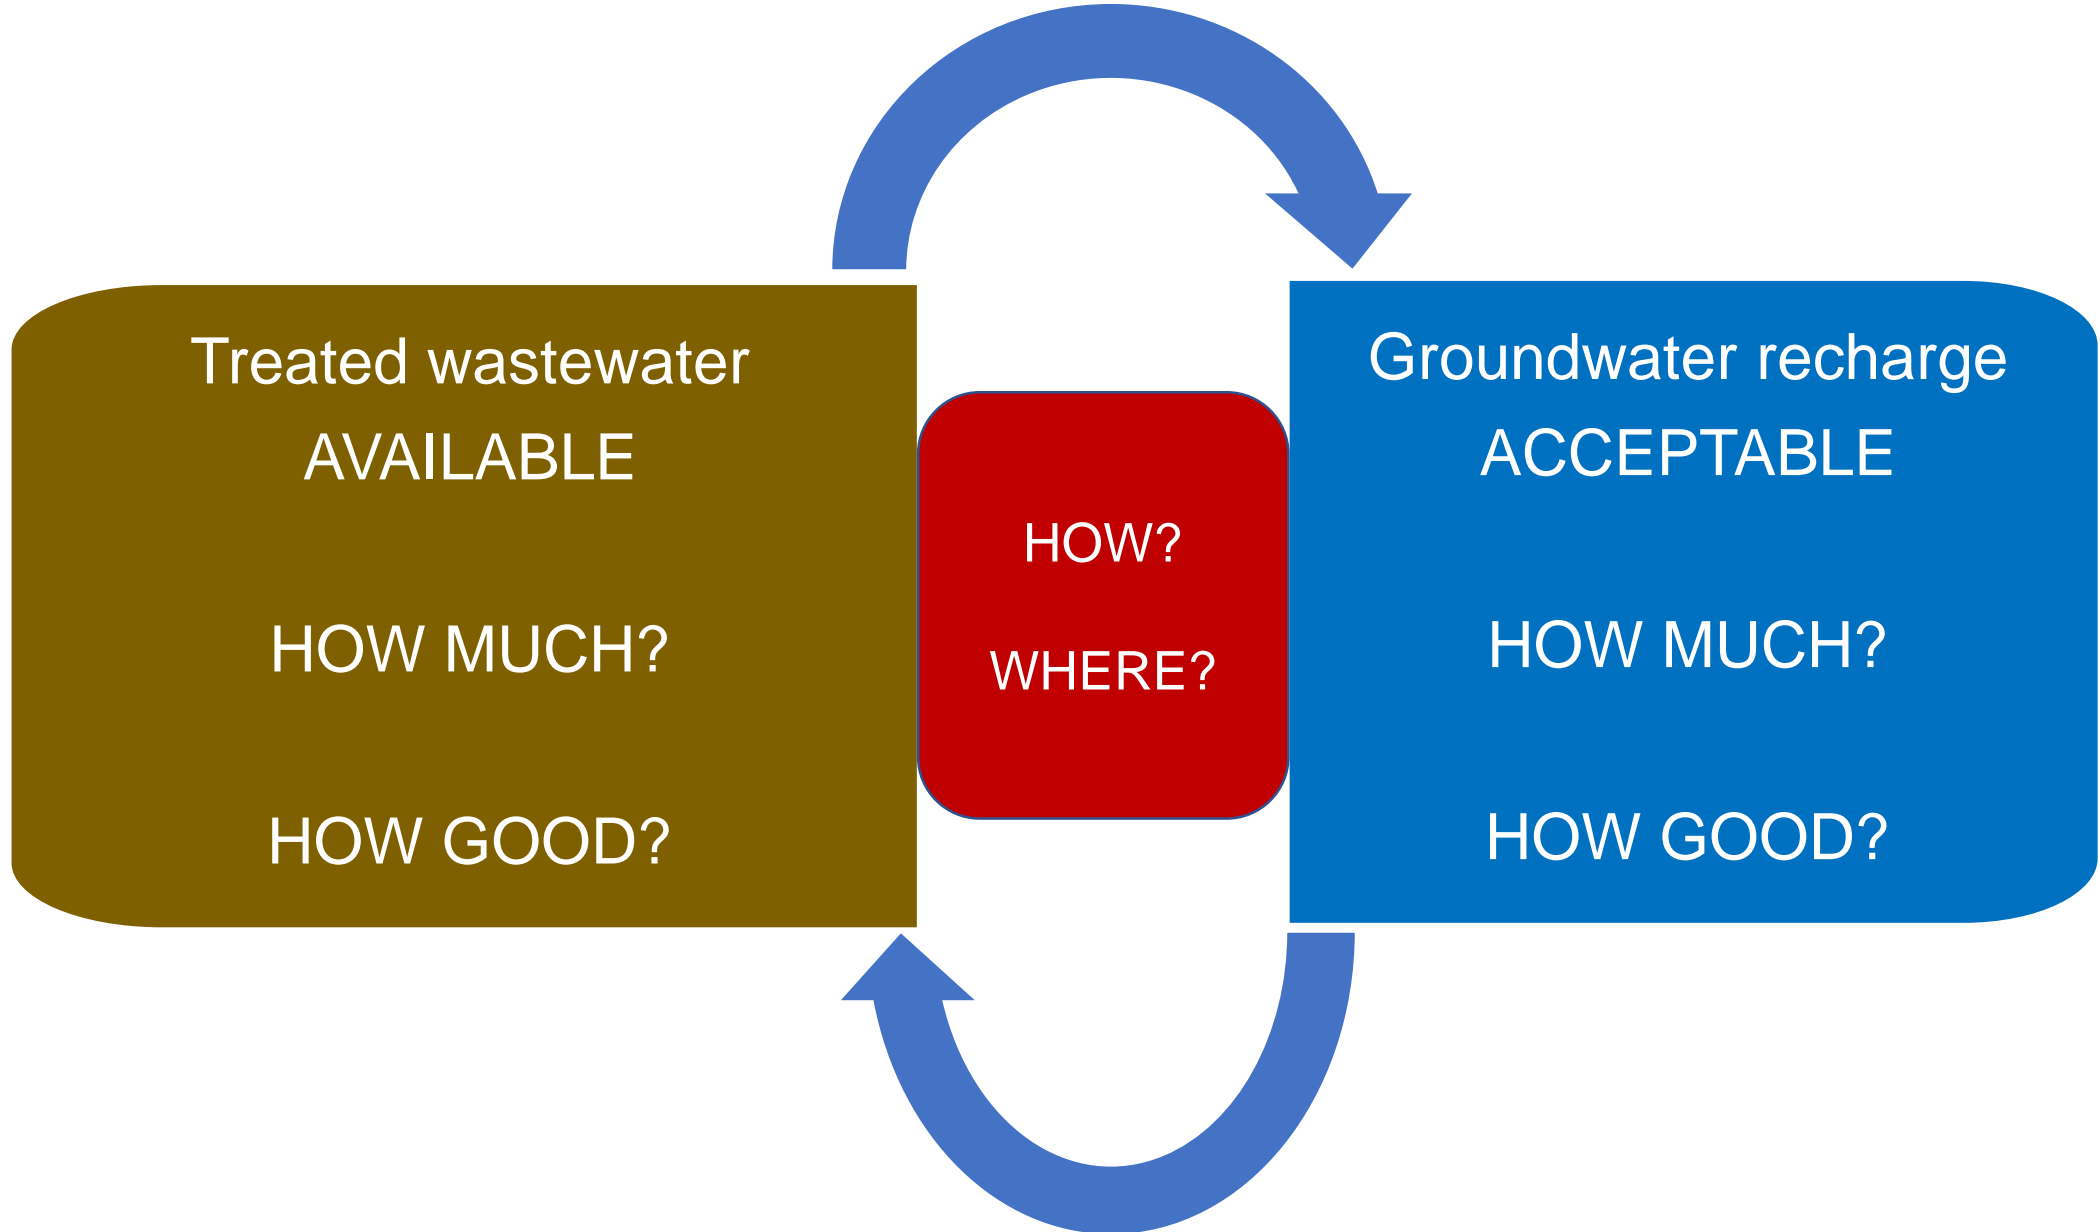 Treated wastewater
AVAILABLE
HOW MUCH?
HOW GOOD?
HOW?
WHERE?
Groundwater recharge
ACCEPTABLE
HOW MUCH?
HOW GOOD?